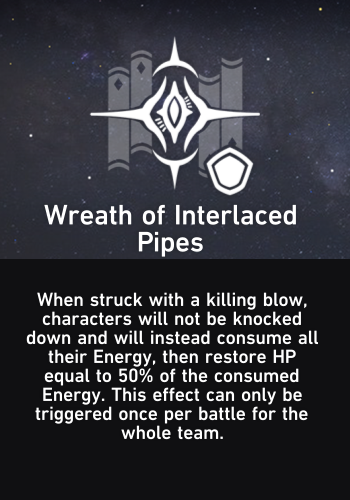 Wreath of Interlaced
Pipes
When struck with a killing blow,
characters will not be knocked
down and will instead consume all
their Energy, then restore HP
equal to 50% of the consumed
Energy. This effect can only be
triggered once per battle for the
whole team.